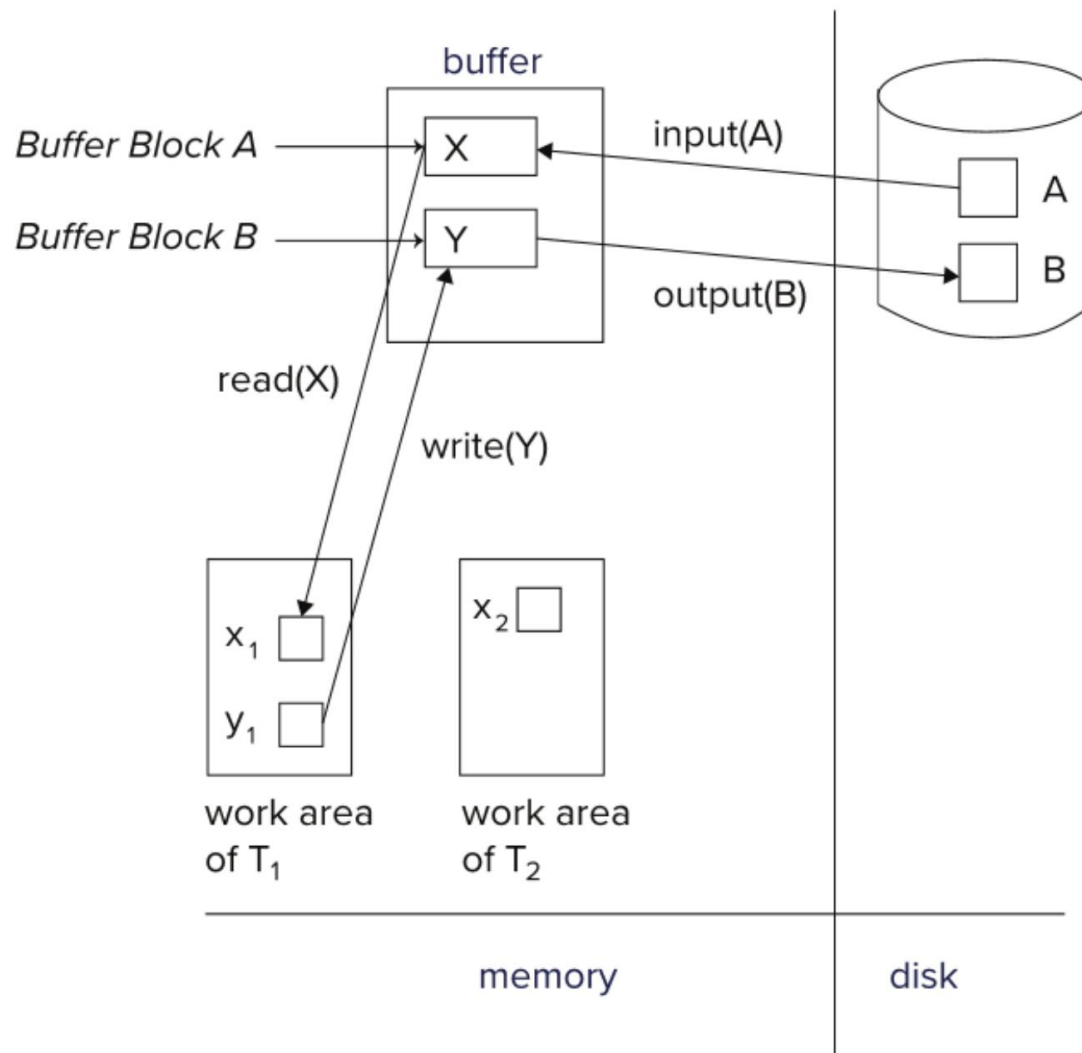 buffer
Buffer Block A
X
input(A)
A
Buffer Block B
Y
B
output(B)
read(X)
write(Y)
x₁
x₂
y₁
work area
of T₁
work area
of T₂
memory
disk